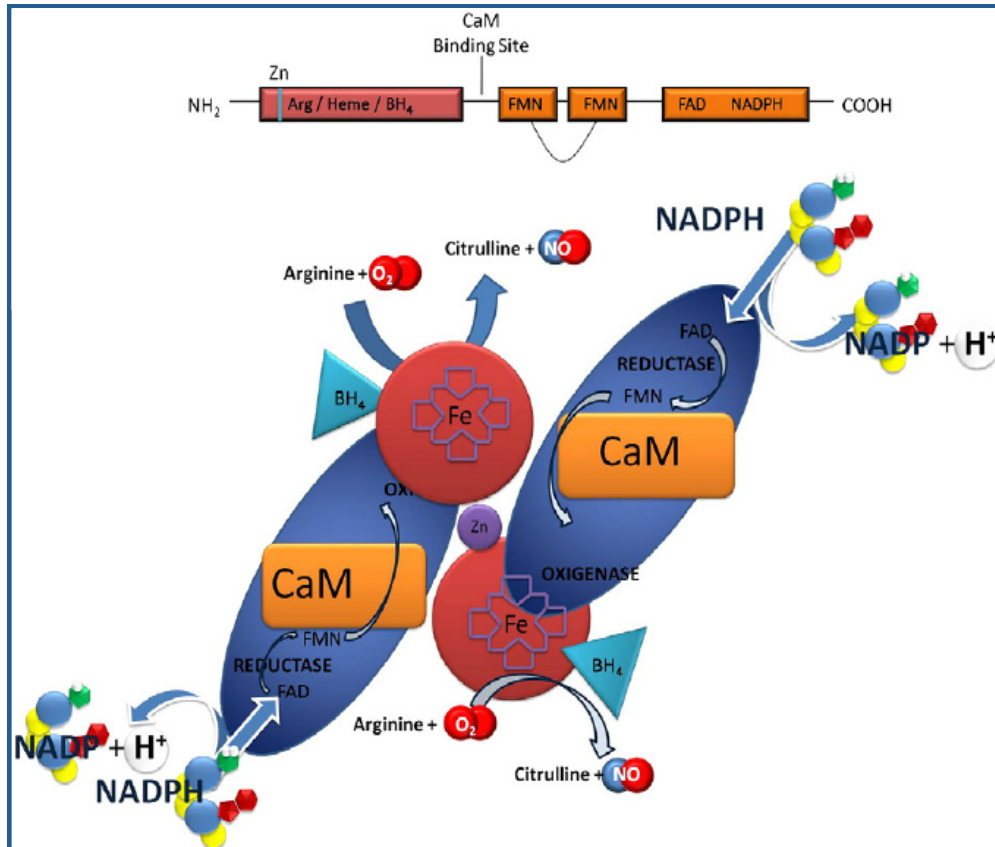 CaM
Binding Site
Zn
NH₂
Arg / Heme / BH₄
FMN
FMN
FAD NADPH
COOH
NADPH
Citrulline + NO
Arginine + O₂
NADP + H⁺
FAD
REDUCTASE
FMN
BH₄
Fe
CaM
OXI
Zn
OXIGENASE
CaM
Fe
FMN
BH₄
REDUCTASE
FAD
Arginine + O₂
NADP + H⁺
Citrulline + NO
NADPH